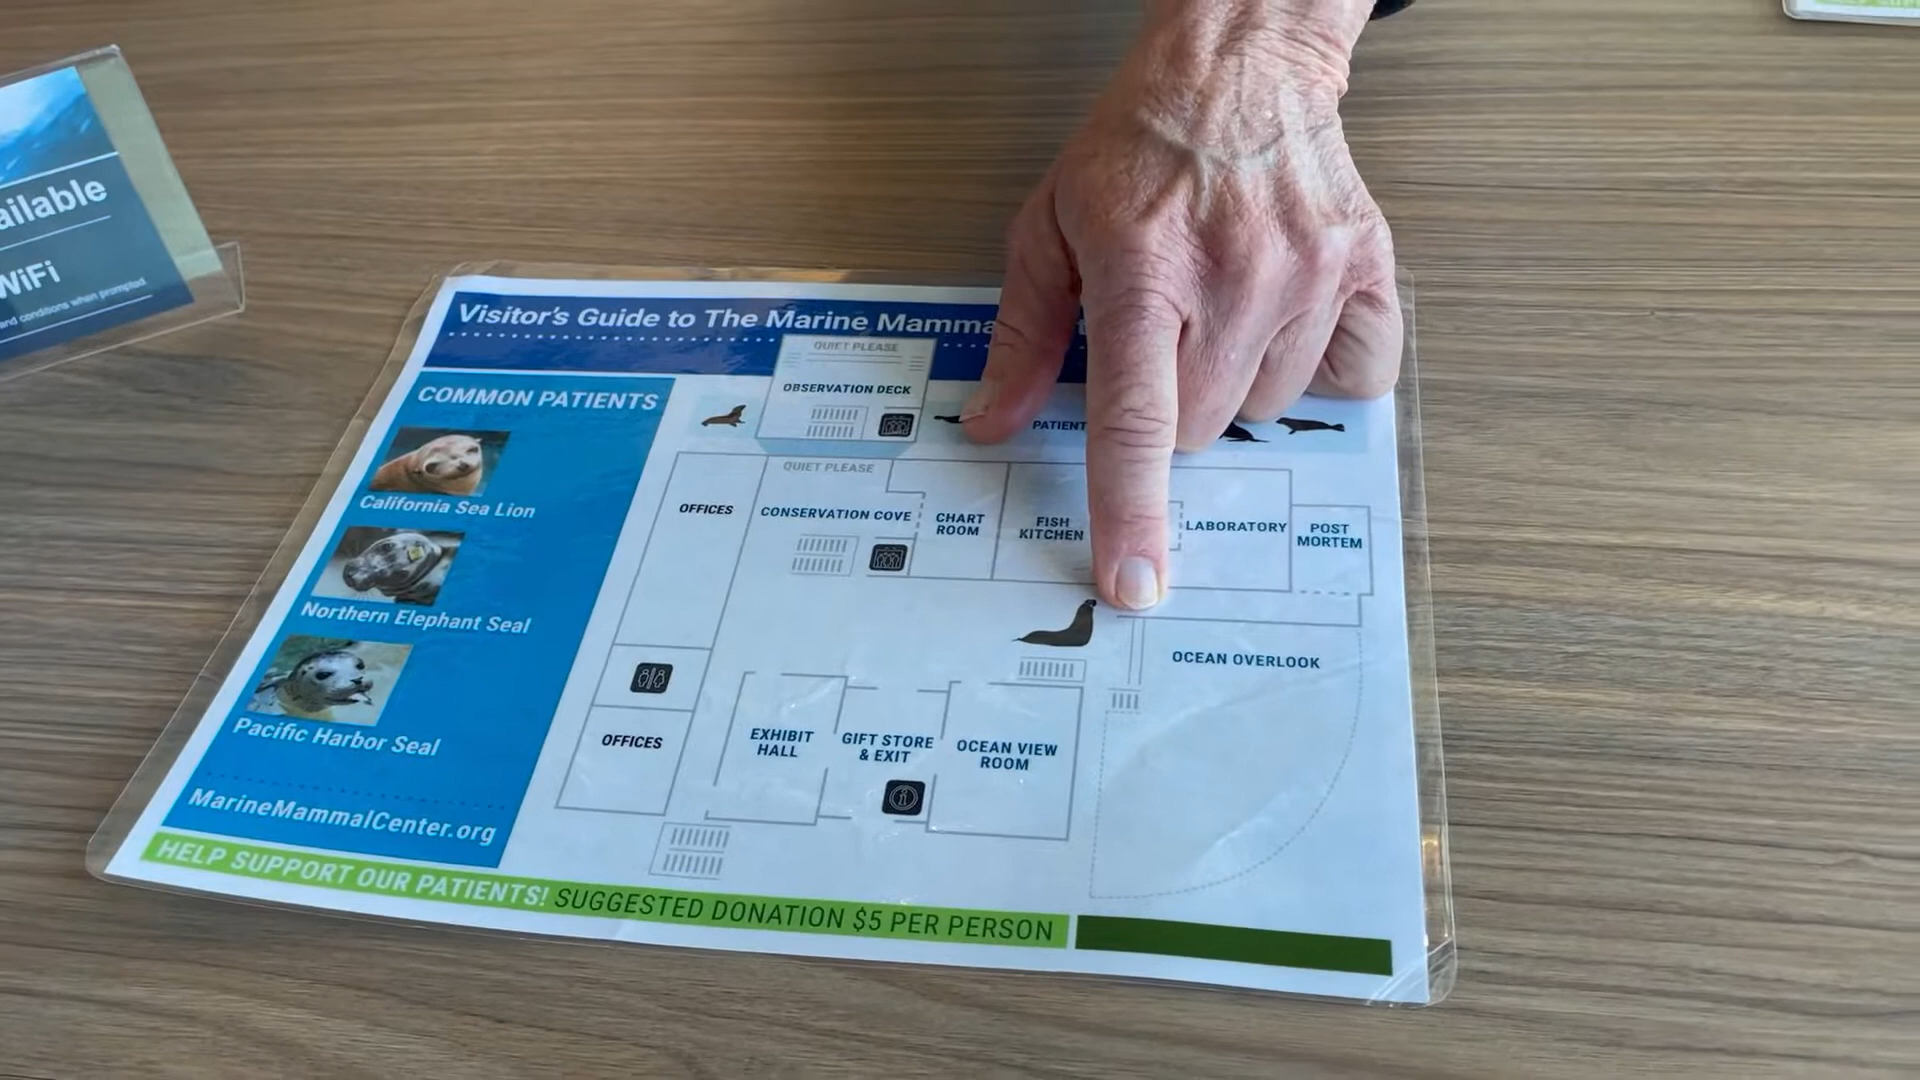 ailable
WiFi
and conditions when prompted
Visitor's Guide to The Marine Mamma
QUIET PLEASE
OBSERVATION DECK
PATIENT
COMMON PATIENTS
California Sea Lion
Northern Elephant Seal
Pacific Harbor Seal
MarineMammalCenter.org
OFFICES
QUIET PLEASE
CONSERVATION COVE
CHART
ROOM
FISH
KITCHEN
LABORATORY
POST
MORTEM
OCEAN OVERLOOK
OFFICES
EXHIBIT
HALL
GIFT STORE
& EXIT
OCEAN VIEW
ROOM
HELP SUPPORT OUR PATIENTS! SUGGESTED DONATION $5 PER PERSON